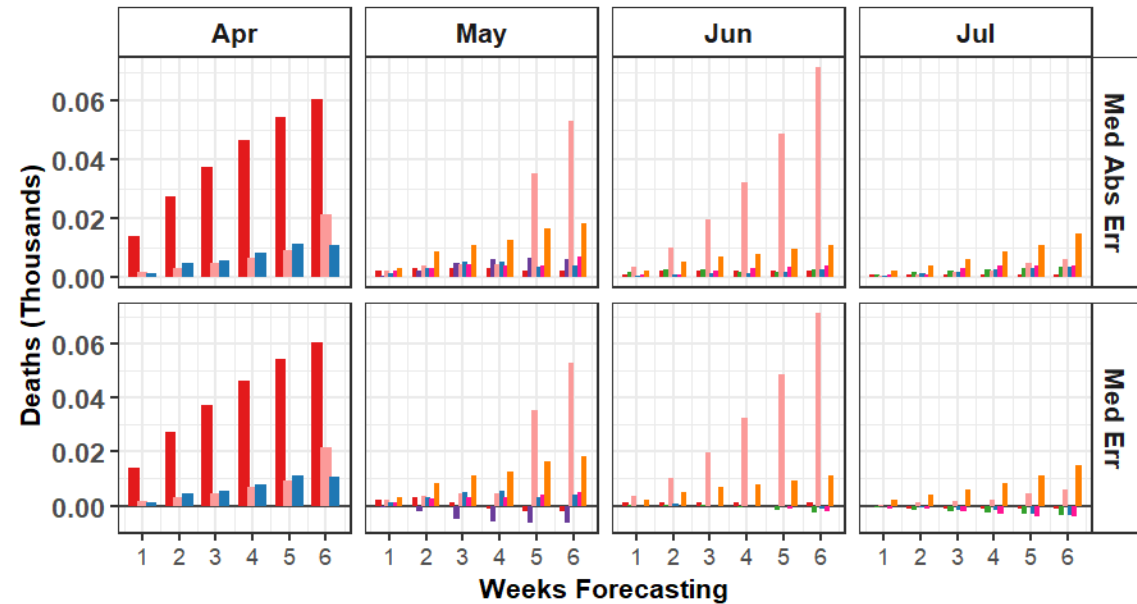 Apr May Jun Jul
0.06
0.04
0.02
0.00
Med Abs Err
0.06
0.04
0.02
0.00
Med Err
Deaths (Thousands)
1 2 3 4 5 6 1 2 3 4 5 6 1 2 3 4 5 6 1 2 3 4 5 6
Weeks Forecasting